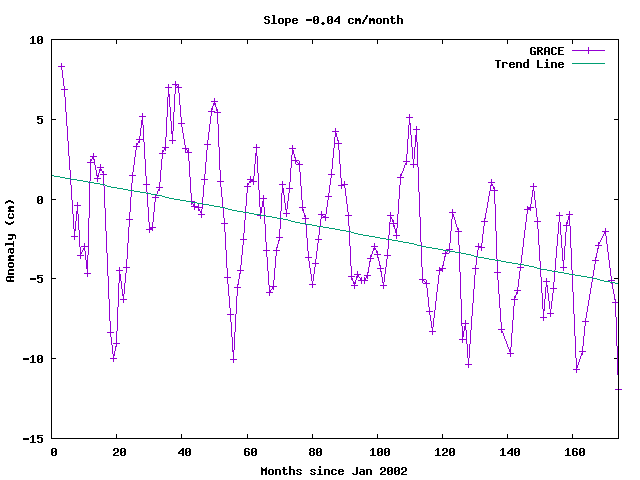 Slope -0.04 cm/month
10
5
0
-5
-10
-15
Anomaly (cm)
GRACE
Trend Line
0 20 40 60 80 100 120 140 160
Months since Jan 2002